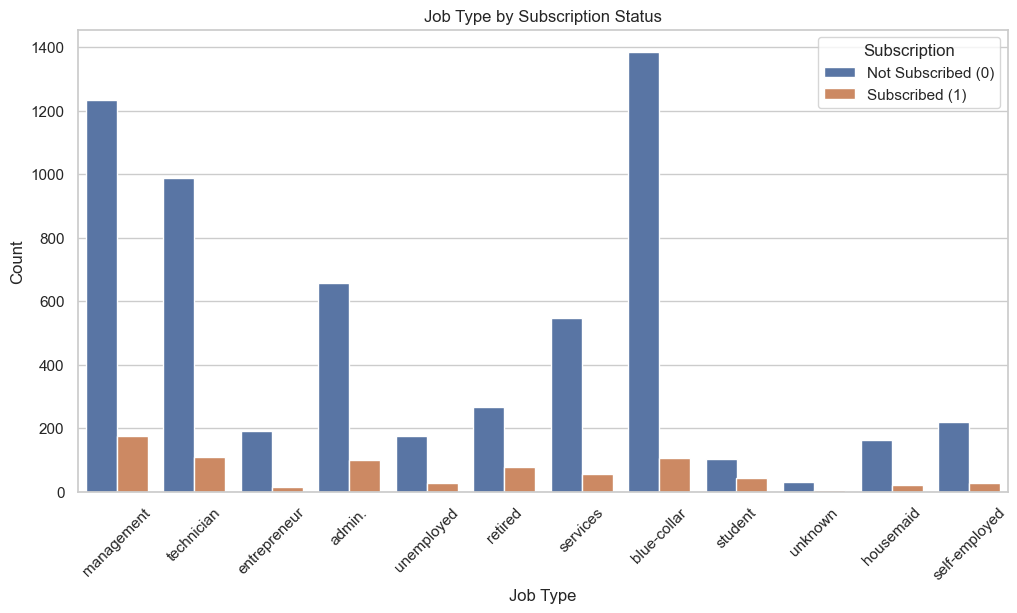 Job Type by Subscription Status
Subscription
Not Subscribed (0)
Subscribed (1)
Count
1400
1200
1000
800
600
400
200
0
management
technician
entrepreneur
admin.
unemployed
retired
services
blue-collar
student
unknown
housemaid
self-employed
Job Type